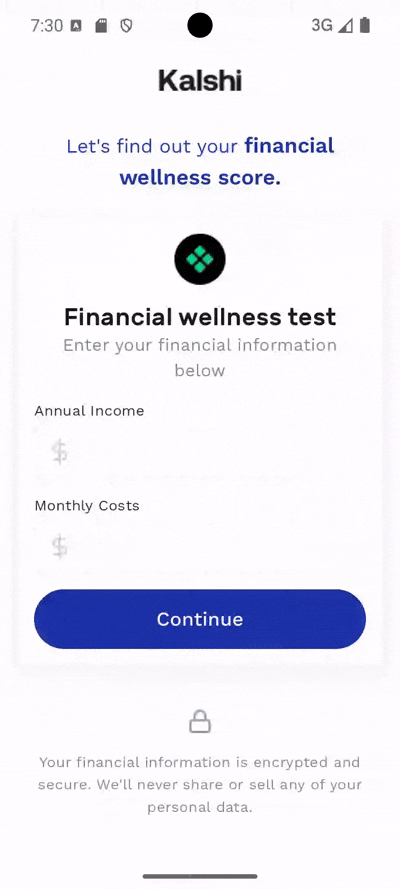 7:30
3G
Kalshi
Let's find out your financial
wellness score.
Financial wellness test
Enter your financial information
below
Annual Income
$
Monthly Costs
$
Continue
Your financial information is encrypted and
secure. We'll never share or sell any of your
personal data.